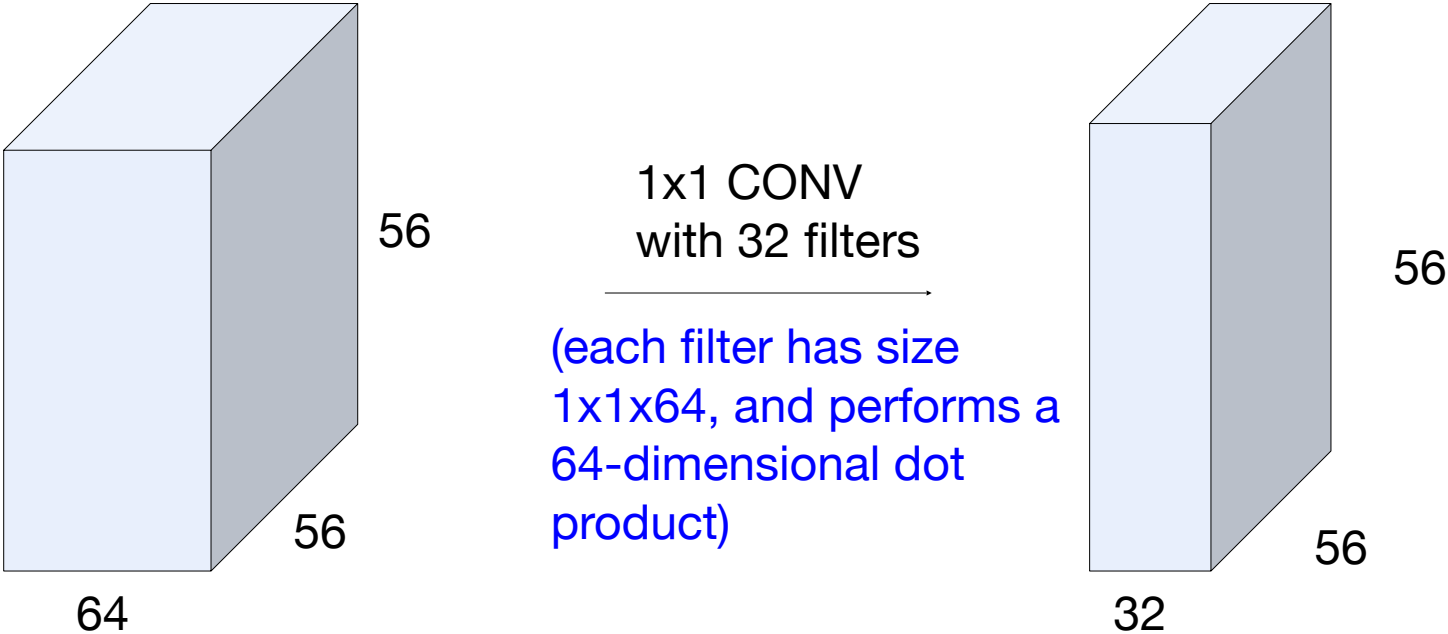 56
56
64
1x1 CONV
with 32 filters
(each filter has size
1x1x64, and performs a
64-dimensional dot
product)
56
56
32